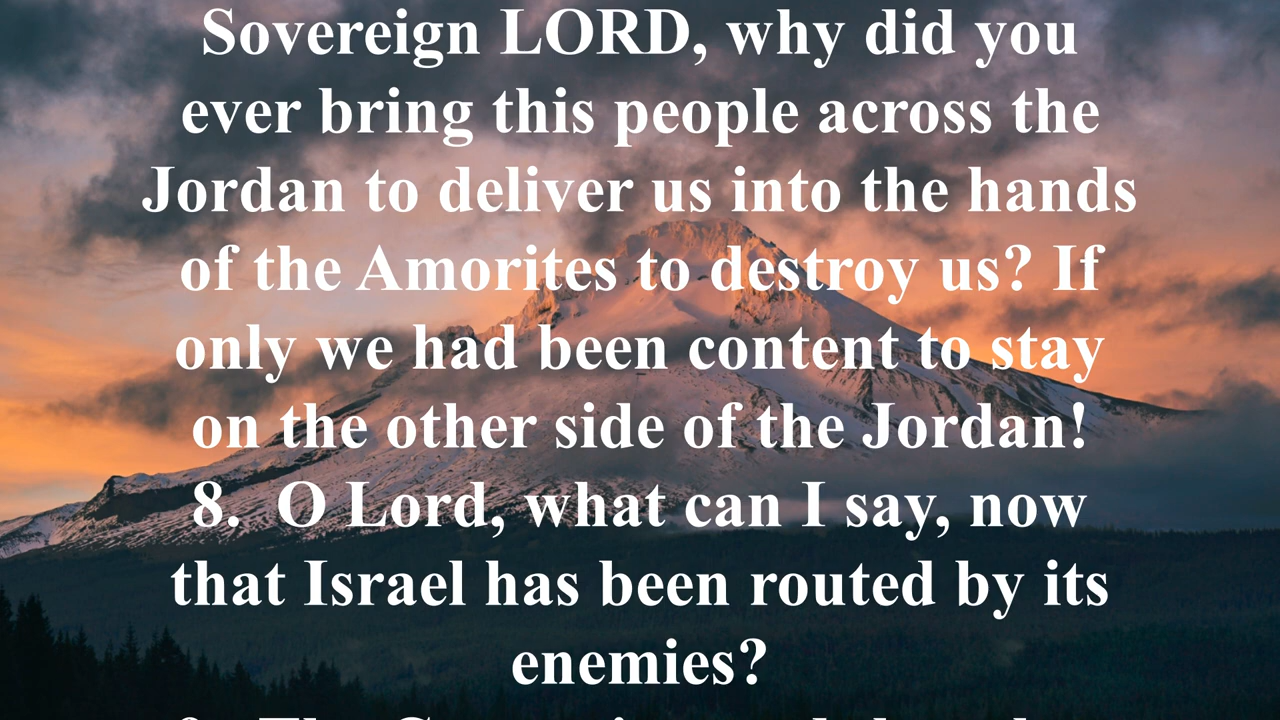 Sovereign LORD, why did you
ever bring this people across the
Jordan to deliver us into the hands
of the Amorites to destroy us? If
only we had been content to stay
on the other side of the Jordan!
8. O Lord, what can I say, now
that Israel has been routed by its
enemies?